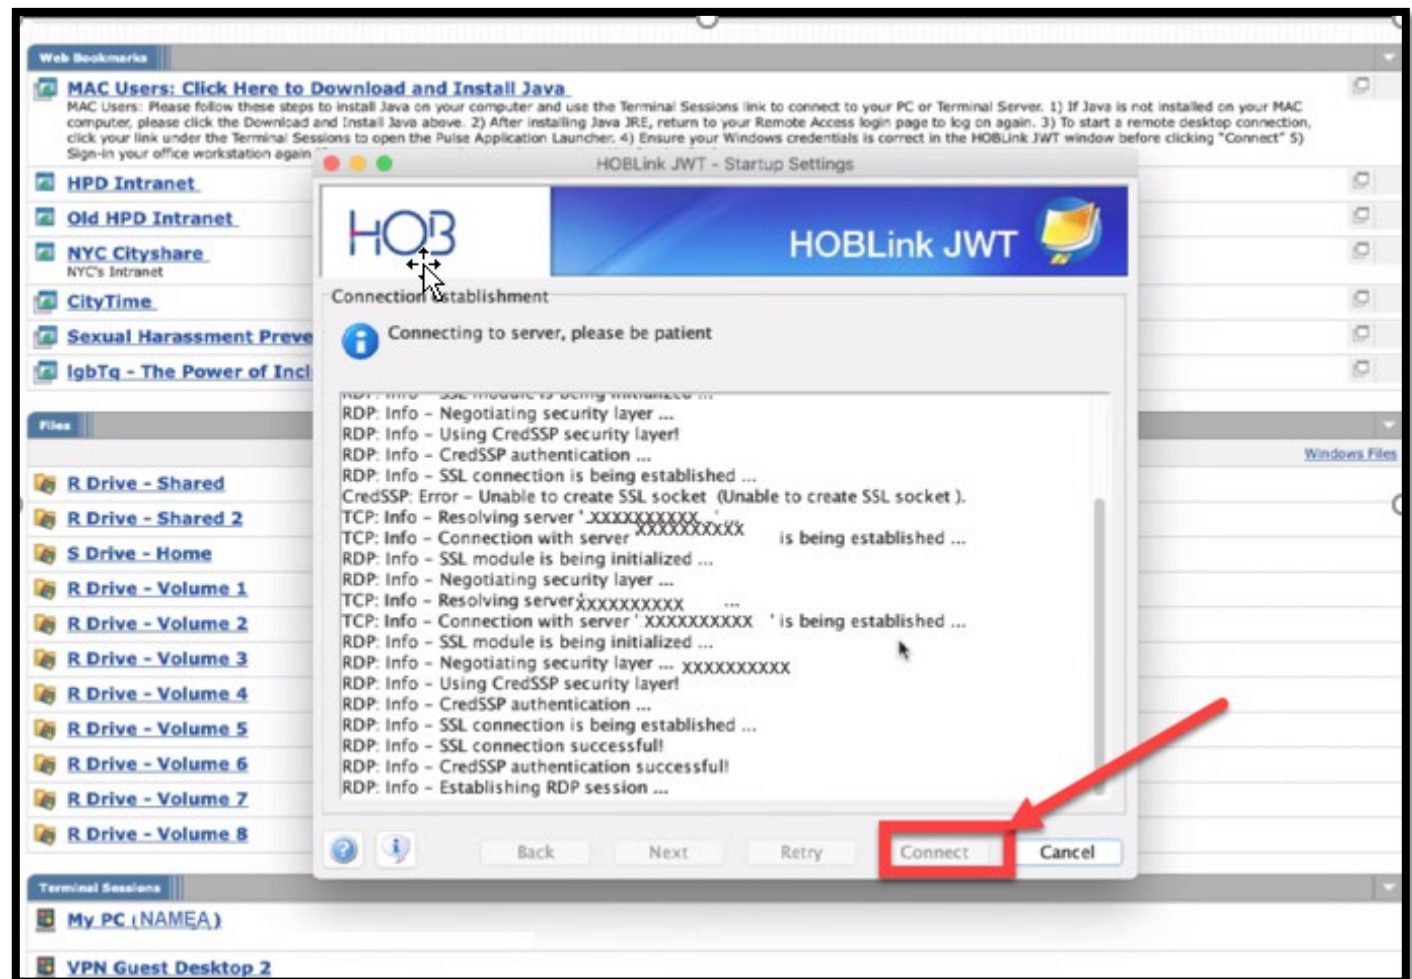 Web Bookmarks
MAC Users: Click Here to Download and Install Java
MAC Users: Please follow these steps to install Java on your computer and use the Terminal Sessions link to connect to your PC or Terminal Server. 1) If Java is not installed on your MAC
computer, please click the Download and Install Java above. 2) After installing Java JRE, return to your Remote Access login page to log on again. 3) To start a remote desktop connection,
click your link under the Terminal Sessions to open the Pulse Application Launcher. 4) Ensure your Windows credentials is correct in the HOBLink JWT window before clicking "Connect" 5)
Sign-in your office workstation again
HPD Intranet
Old HPD Intranet
NYC Cityshare
NYC's Intranet
CityTime
Sexual Harassment Preve
lgbTq - The Power of Incl
Files
Windows Files
R Drive - Shared
R Drive - Shared 2
S Drive - Home
R Drive - Volume 1
R Drive - Volume 2
R Drive - Volume 3
R Drive - Volume 4
R Drive - Volume 5
R Drive - Volume 6
R Drive - Volume 7
R Drive - Volume 8
Terminal Sessions
My PC (NAMEA)
VPN Guest Desktop 2
HOBLink JWT - Startup Settings
HOB
HOBLink JWT
Connection establishment
Connecting to server, please be patient
RDP: Info - SSL module is being initialized ...
RDP: Info - Negotiating security layer ...
RDP: Info - Using CredSSP security layer!
RDP: Info - CredSSP authentication ...
RDP: Info - SSL connection is being established ...
CredSSP: Error - Unable to create SSL socket (Unable to create SSL socket ).
TCP: Info - Resolving server ' XXXXXXXXXX ' ...
TCP: Info - Connection with server XXXXXXXXXX is being established ...
RDP: Info - SSL module is being initialized ...
RDP: Info - Negotiating security layer ...
TCP: Info - Resolving server ' XXXXXXXXXX ...
TCP: Info - Connection with server ' XXXXXXXXXX ' is being established ...
RDP: Info - SSL module is being initialized ...
RDP: Info - Negotiating security layer ... XXXXXXXXXX
RDP: Info - Using CredSSP security layer!
RDP: Info - CredSSP authentication ...
RDP: Info - SSL connection is being established ...
RDP: Info - SSL connection successful!
RDP: Info - CredSSP authentication successful!
RDP: Info - Establishing RDP session ...
Back Next Retry Connect Cancel